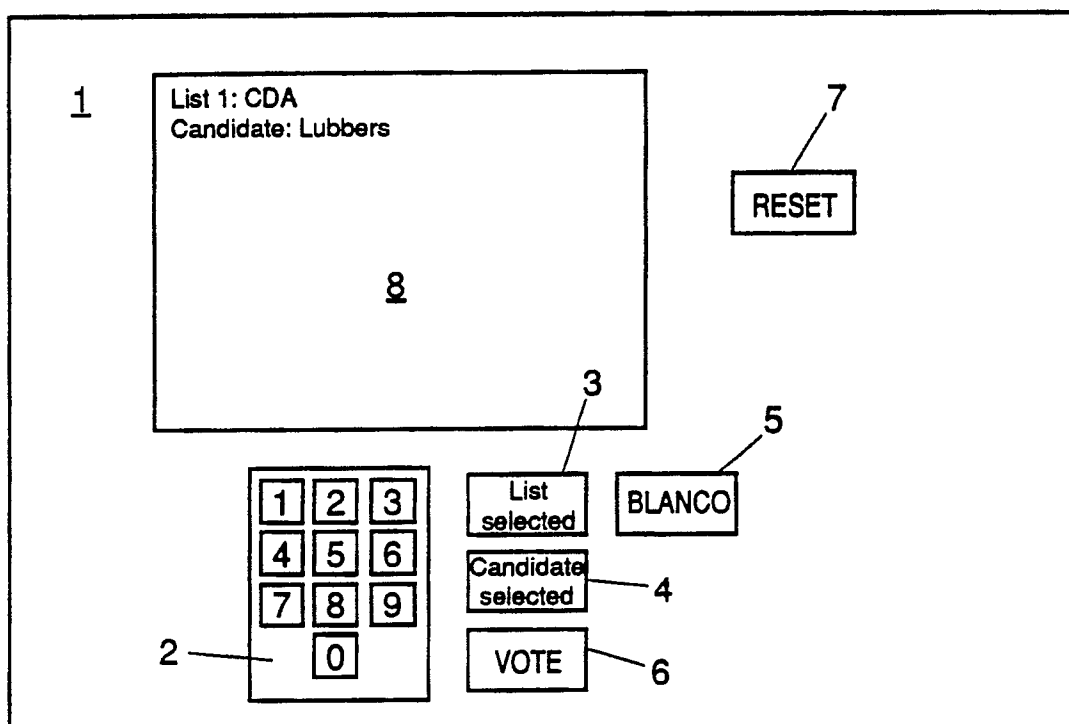 1
List 1: CDA
Candidate: Lubbers
7
RESET
8
3
5
List
selected
BLANCO
1 2 3
4 5 6
7 8 9
0
Candidate
selected
4
VOTE
2
6